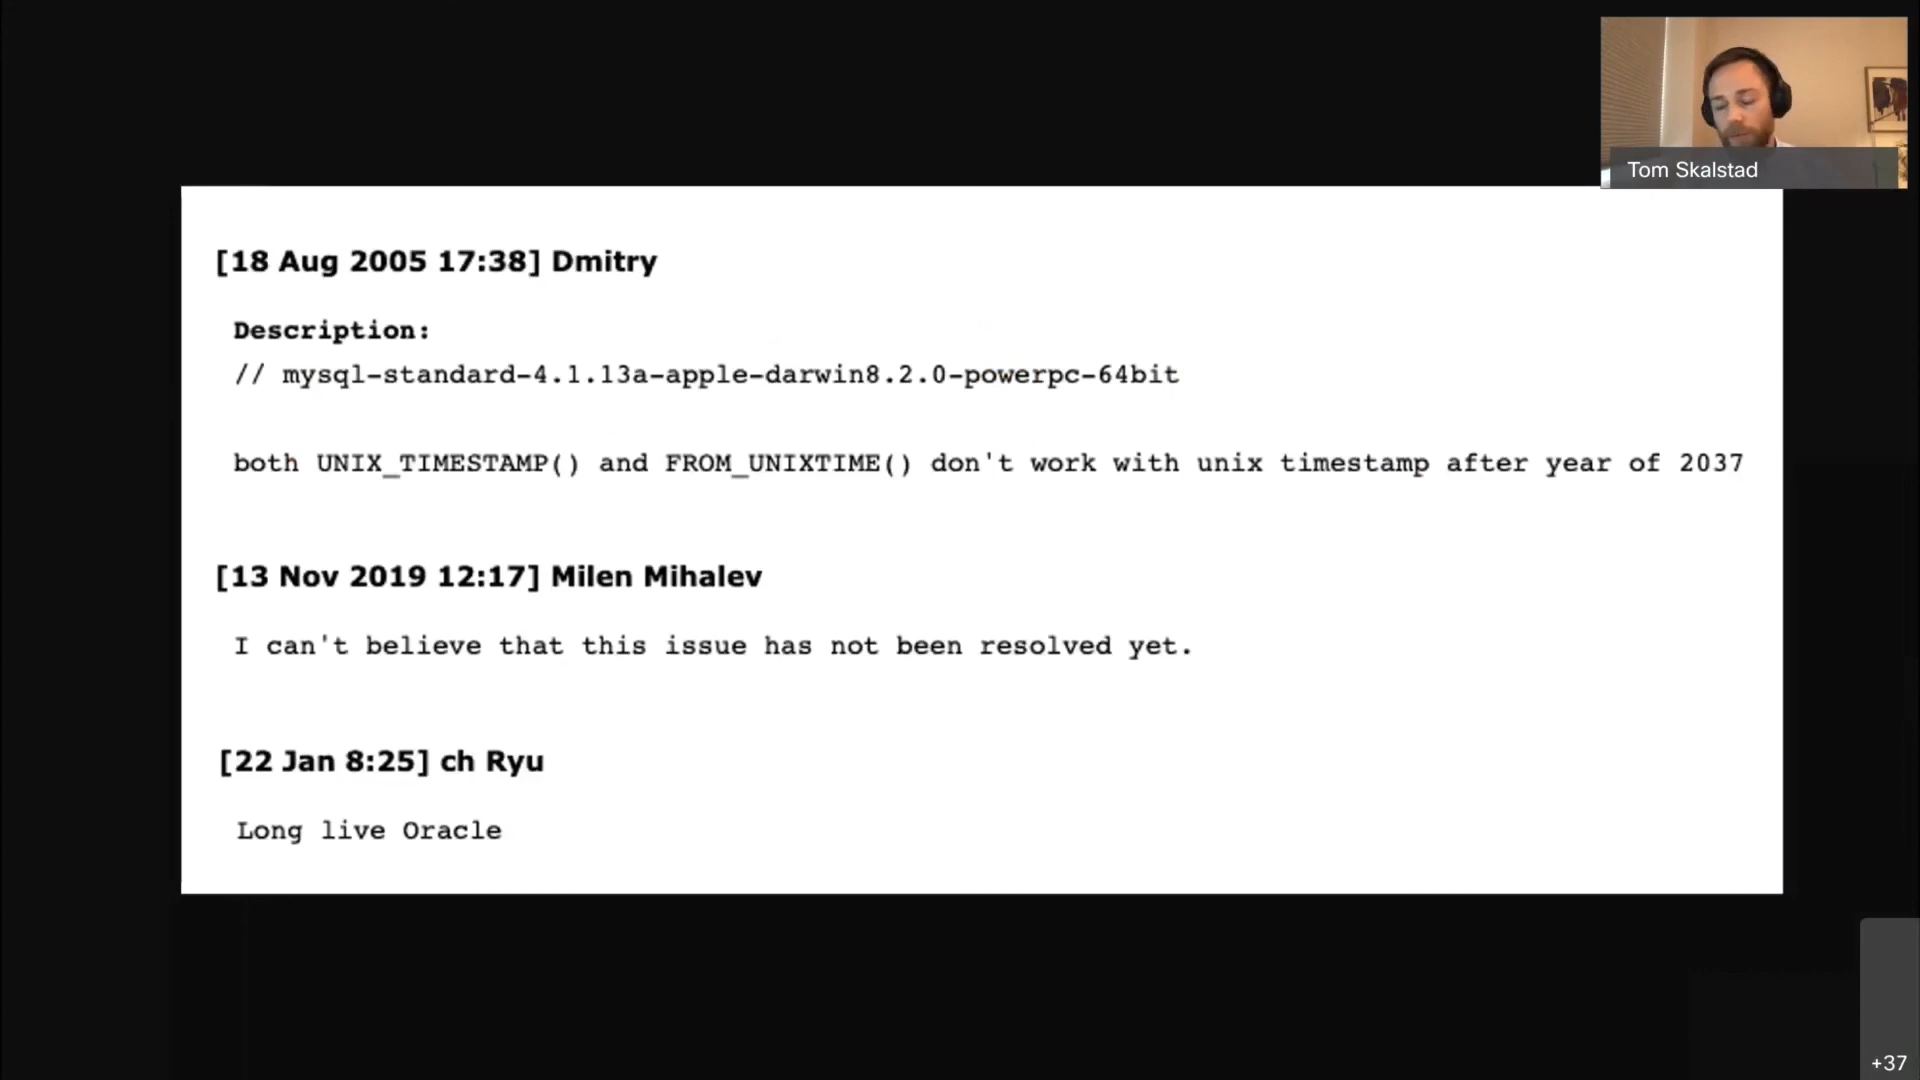 Tom Skalstad
[18 Aug 2005 17:38] Dmitry
Description:
// mysql-standard-4.1.13a-apple-darwin8.2.0-powerpc-64bit
both UNIX_TIMESTAMP() and FROM_UNIXTIME() don't work with unix timestamp after year of 2037
[13 Nov 2019 12:17] Milen Mihalev
I can't believe that this issue has not been resolved yet.
[22 Jan 8:25] ch Ryu
Long live Oracle
+37